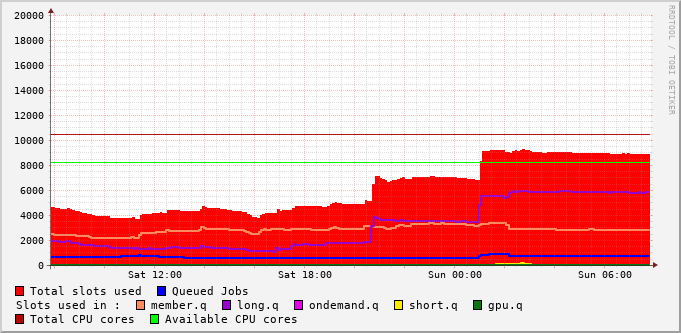 20000
18000
16000
14000
12000
10000
8000
6000
4000
2000
0
Sat 12:00 Sat 18:00 Sun 00:00 Sun 06:00
RRDTOOL / TOBI OETIKER
Total slots used Queued Jobs
Slots used in : member.q long.q ondemand.q short.q gpu.q
Total CPU cores Available CPU cores